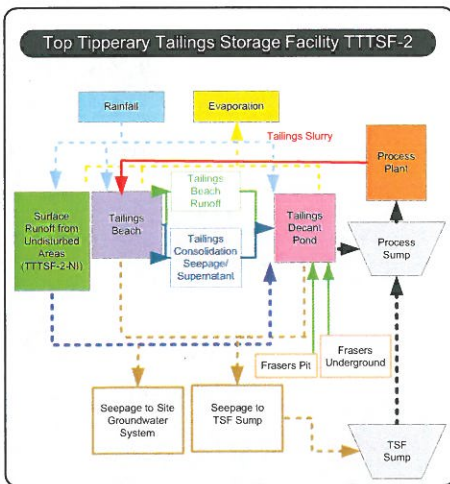 Top Tipperary Tailings Storage Facility TTTSF-2
Rainfall
Evaporation
Tailings Slurry
Process
Plant
Surface
Runoff from
Undisturbed
Areas
(TTTSF-2-NI)
Tailings
Beach
Tailings
Beach
Runoff
Tailings
Consolidation
Seepage/
Supernatant
Tailings
Decant
Pond
Process
Sump
Frasers Pit
Frasers
Underground
Seepage to Site
Groundwater
System
Seepage to
TSF Sump
TSF
Sump